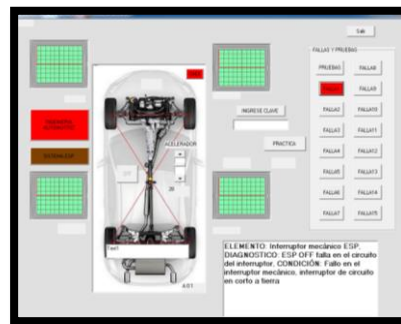 Salir
FALLAS Y PRUEBAS
PRUEBAS
FALLA8
FALLA9
INGRESE CLAVE
FALLA2
FALLA10
FALLA3
FALLA11
ACELERADOR
PRACTICA
FALLA4
FALLA12
FALLA5
FALLA13
FALLA6
FALLA14
FALLA7
FALLA15
ELEMENTO: Interruptor mecánico ESP,
DIAGNOSTICO: ESP OFF falla en el circuito
del interruptor, CONDICIÓN: Fallo en el
interruptor mecánico, interruptor de circuito
en corto a tierra